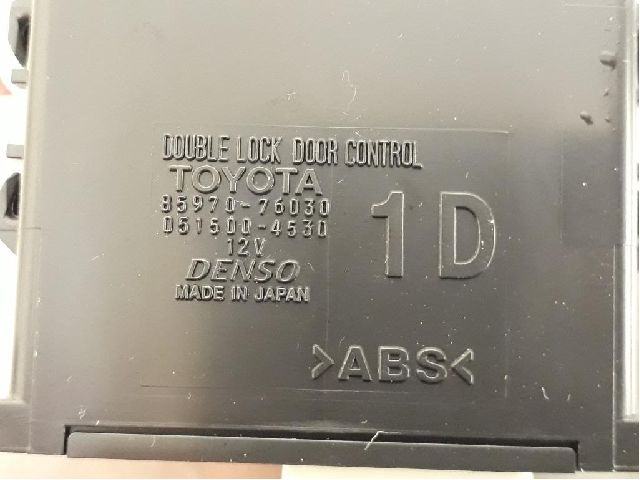 DOUBLE LOCK DOOR CONTROL
TOYOTA
85970-76030
051500-4530
12V
DENSO
MADE IN JAPAN
1D
>ABS<